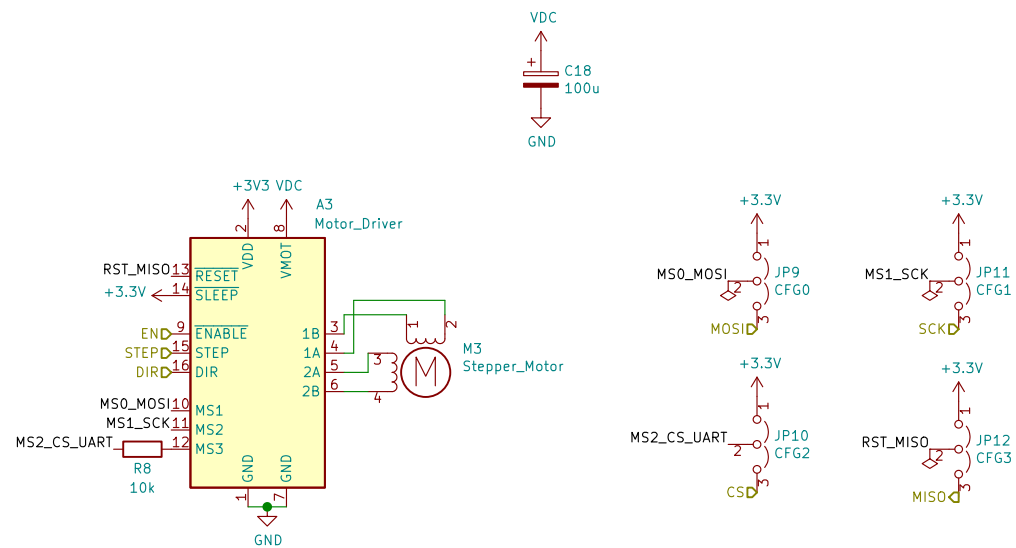 VDC
+
C18
100u
GND
+3V3 VDC
A3
Motor_Driver
2
8
VDD
VMOT
RST_MISO 13 RESET
+3.3V 14 SLEEP
EN 9 ENABLE
STEP 15 STEP
DIR 16 DIR
MS0_MOSI 10 MS1
MS1_SCK 11 MS2
MS2_CS_UART 12 MS3
R8
10k
1B 3
1A 4
2A 5
2B 6
GND
GND
1
7
GND
1
2
3
4
M
M3
Stepper_Motor
+3.3V
1
MS0_MOSI
2
JP9
CFG0
3
MOSI
+3.3V
1
MS1_SCK
2
JP11
CFG1
3
SCK
+3.3V
1
MS2_CS_UART
2
JP10
CFG2
3
CS
+3.3V
1
RST_MISO
2
JP12
CFG3
3
MISO